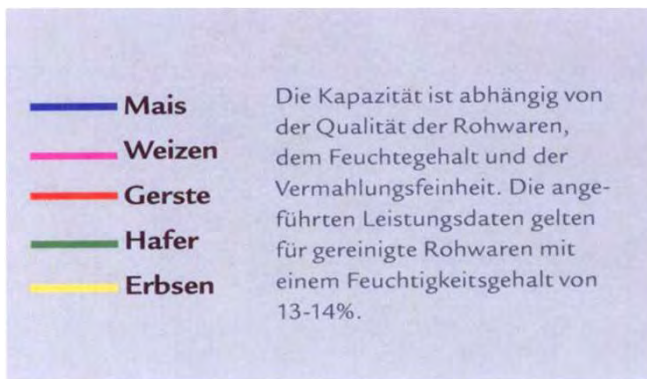 Mais
Weizen
Gerste
Hafer
Erbsen
Die Kapazität ist abhängig von
der Qualität der Rohwaren,
dem Feuchtegehalt und der
Vermahlungsfeinheit. Die ange-
führten Leistungsdaten gelten
für gereinigte Rohwaren mit
einem Feuchtigkeitsgehalt von
13-14%.